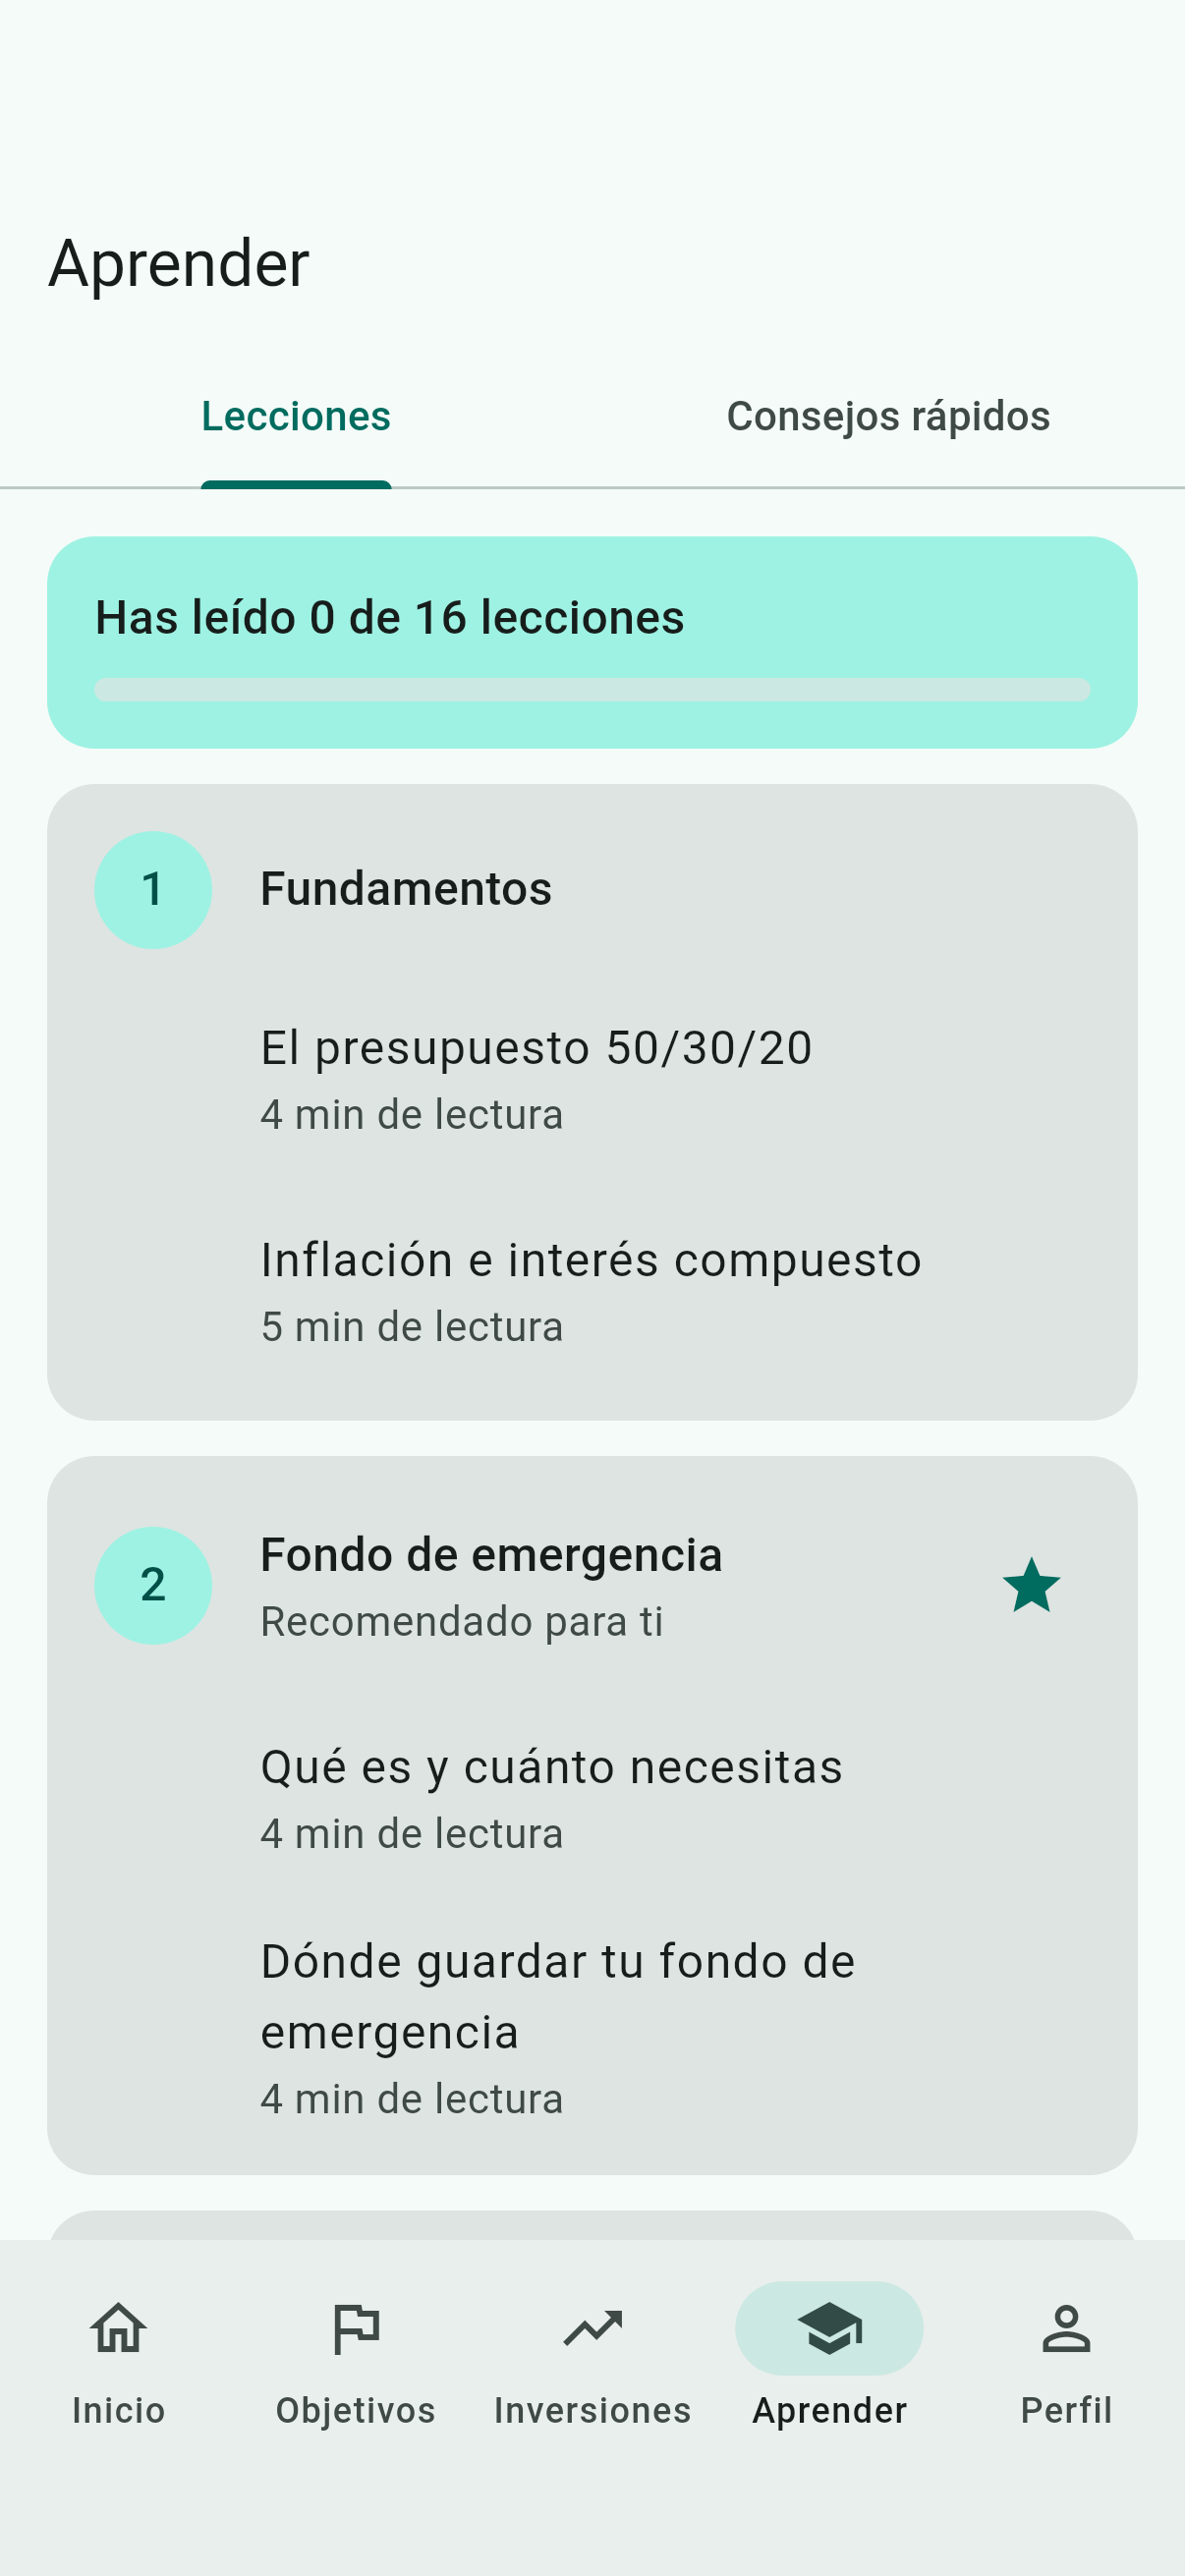 Aprender
Lecciones
Consejos rápidos
Has leído 0 de 16 lecciones
1
Fundamentos
El presupuesto 50/30/20
4 min de lectura
Inflación e interés compuesto
5 min de lectura
2
Fondo de emergencia
Recomendado para ti
Qué es y cuánto necesitas
4 min de lectura
Dónde guardar tu fondo de
emergencia
4 min de lectura
Inicio
Objetivos
Inversiones
Aprender
Perfil